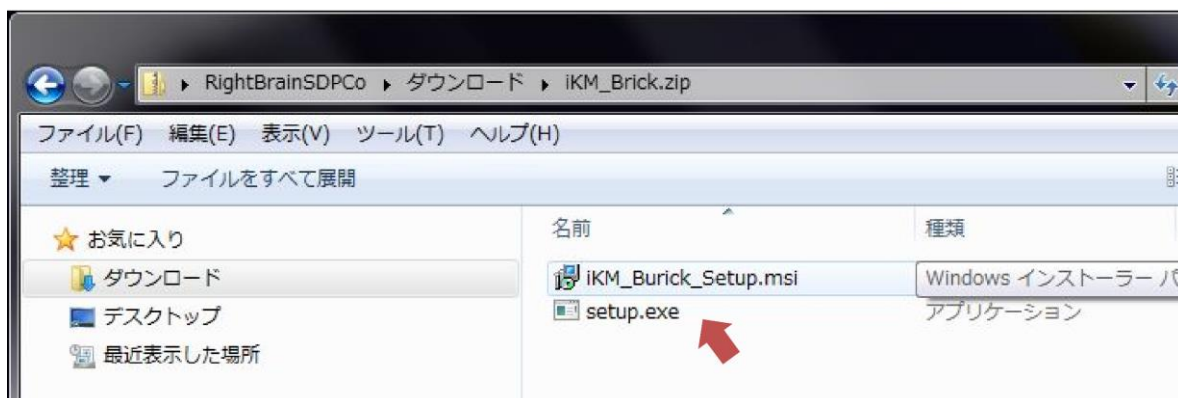 RightBrainSDPCo ▸ ダウンロード ▸ iKM_Brick.zip
ファイル(F) 編集(E) 表示(V) ツール(T) ヘルプ(H)
整理 ファイルをすべて展開
お気に入り
ダウンロード
デスクトップ
最近表示した場所
名前 種類
iKM_Burick_Setup.msi Windows インストーラー パ
setup.exe アプリケーション